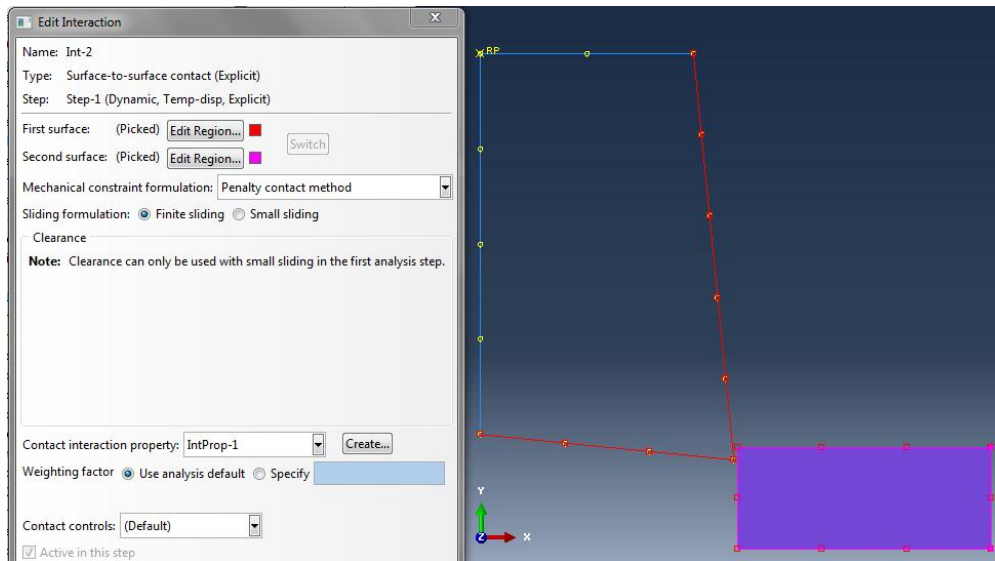 Edit Interaction
X
Name: Int-2
Type: Surface-to-surface contact (Explicit)
Step: Step-1 (Dynamic, Temp-disp, Explicit)
First surface: (Picked) Edit Region...
Switch
Second surface: (Picked) Edit Region...
Mechanical constraint formulation: Penalty contact method
Sliding formulation: Finite sliding Small sliding
Clearance
Note: Clearance can only be used with small sliding in the first analysis step.
Contact interaction property: IntProp-1 Create...
Weighting factor Use analysis default Specify
Contact controls: (Default)
Active in this step
RP
Y
Z X